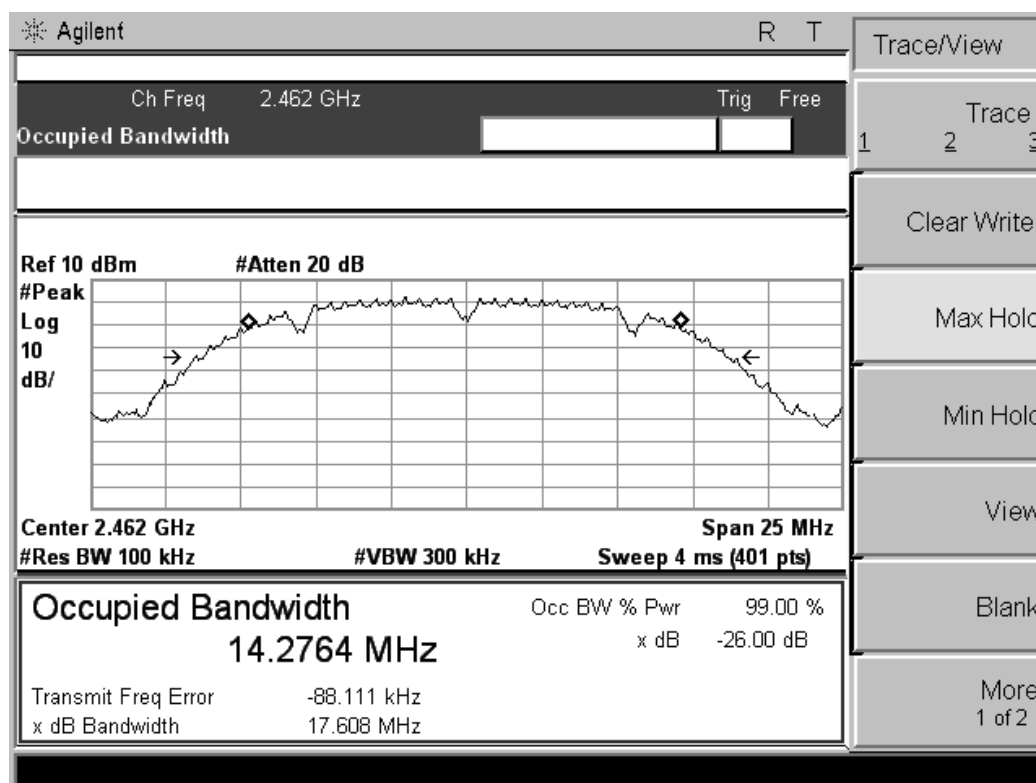 Agilent R T
Trace/View
Ch Freq 2.462 GHz Trig Free
Occupied Bandwidth
Trace
1 2 3
Clear Write
Max Hold
Min Hold
View
Blank
More
1 of 2
Ref 10 dBm #Atten 20 dB
#Peak
Log
10
dB/
Center 2.462 GHz Span 25 MHz
#Res BW 100 kHz #VBW 300 kHz Sweep 4 ms (401 pts)
Occupied Bandwidth
14.2764 MHz
Occ BW % Pwr 99.00 %
x dB -26.00 dB
Transmit Freq Error -88.111 kHz
x dB Bandwidth 17.608 MHz